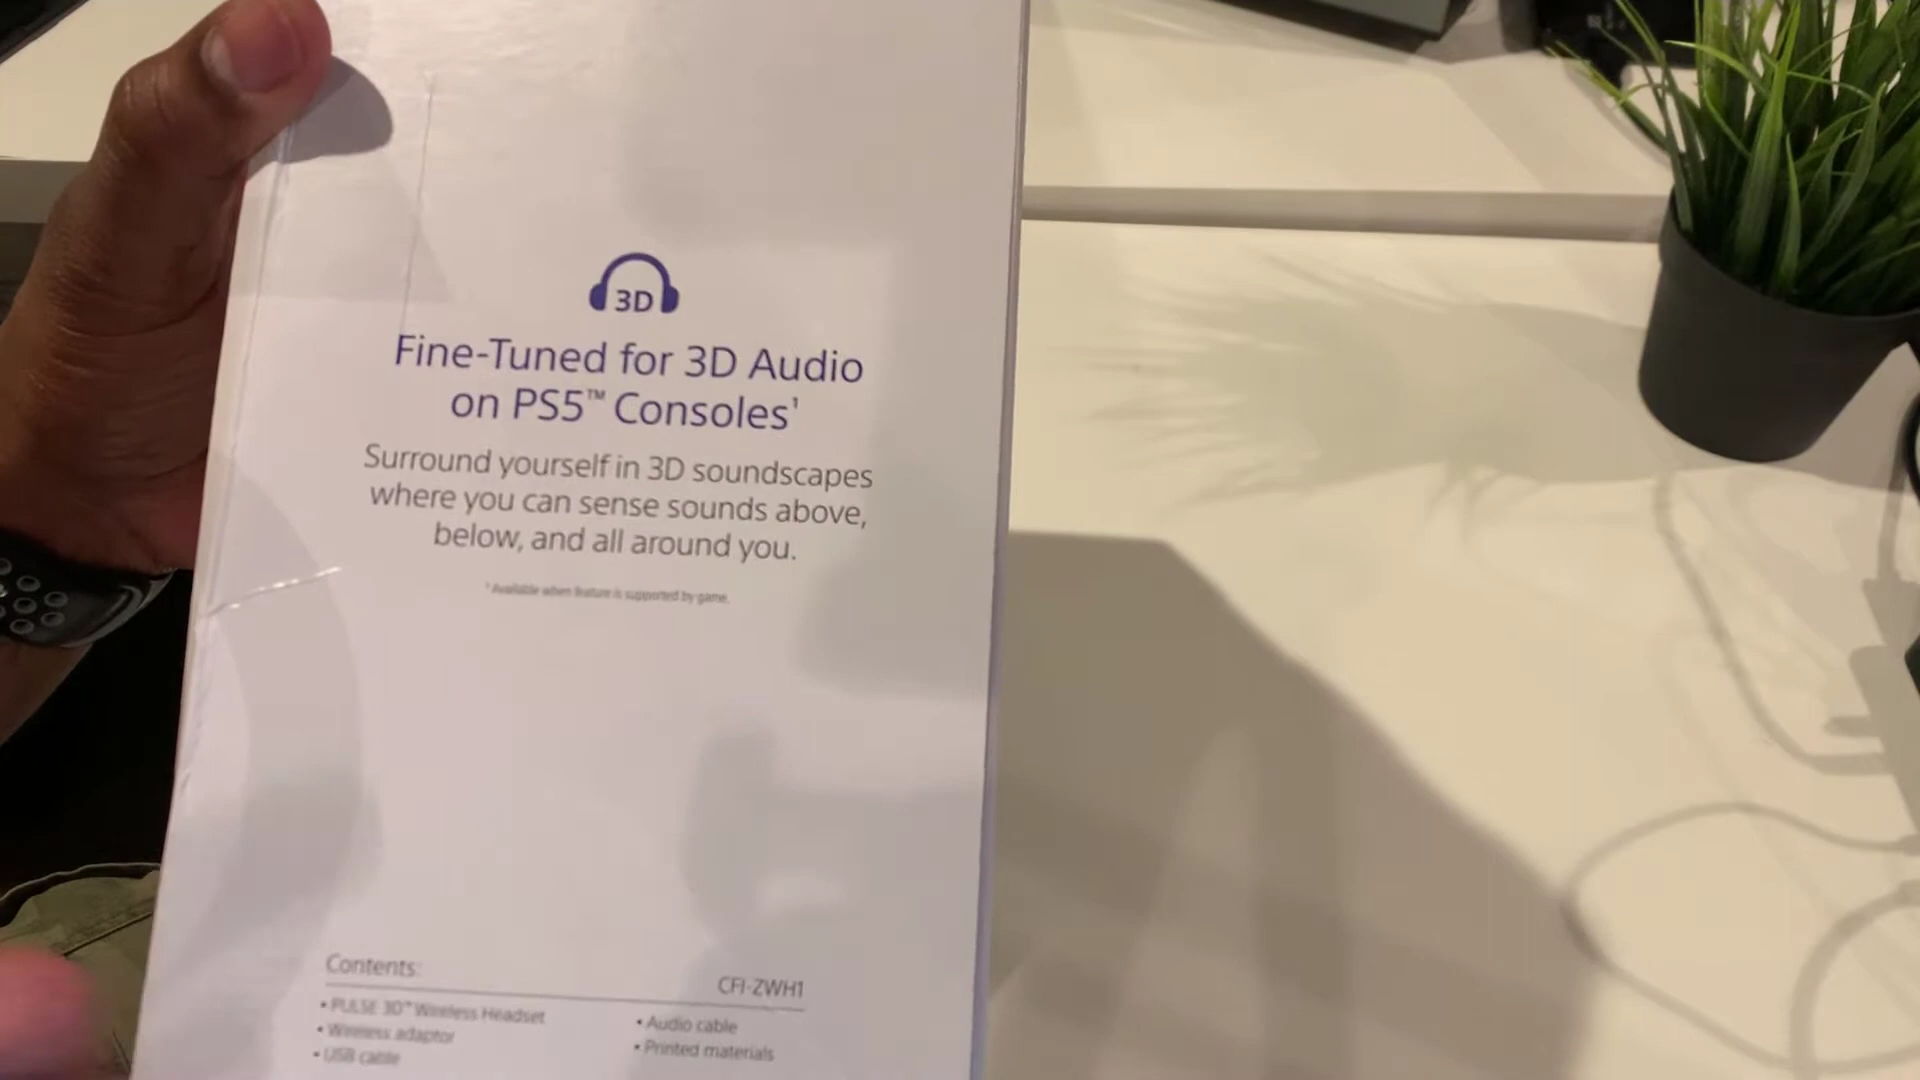 3D
Fine-Tuned for 3D Audio
on PS5™ Consoles¹
Surround yourself in 3D soundscapes
where you can sense sounds above,
below, and all around you.
¹ Available when feature is supported by game.
Contents:
CFI-ZWH1
• PULSE 3D™ Wireless Headset
• Wireless adaptor
• USB cable
• Audio cable
• Printed materials